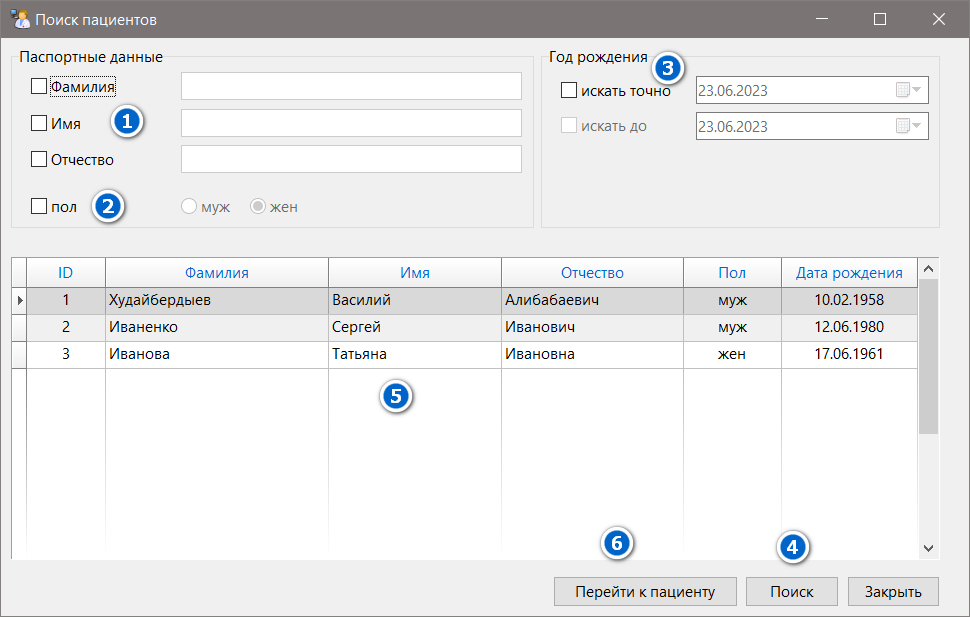 Поиск пациентов
Паспортные данные
Фамилия
Имя
1
Отчество
пол
2
муж
жен
Год рождения
3
искать точно
23.06.2023
искать до
23.06.2023
ID Фамилия Имя Отчество Пол Дата рождения
1 Худайбердыев Василий Алибабаевич муж 10.02.1958
2 Иваненко Сергей Иванович муж 12.06.1980
3 Иванова Татьяна Ивановна жен 17.06.1961
5
6
4
Перейти к пациенту
Поиск
Закрыть